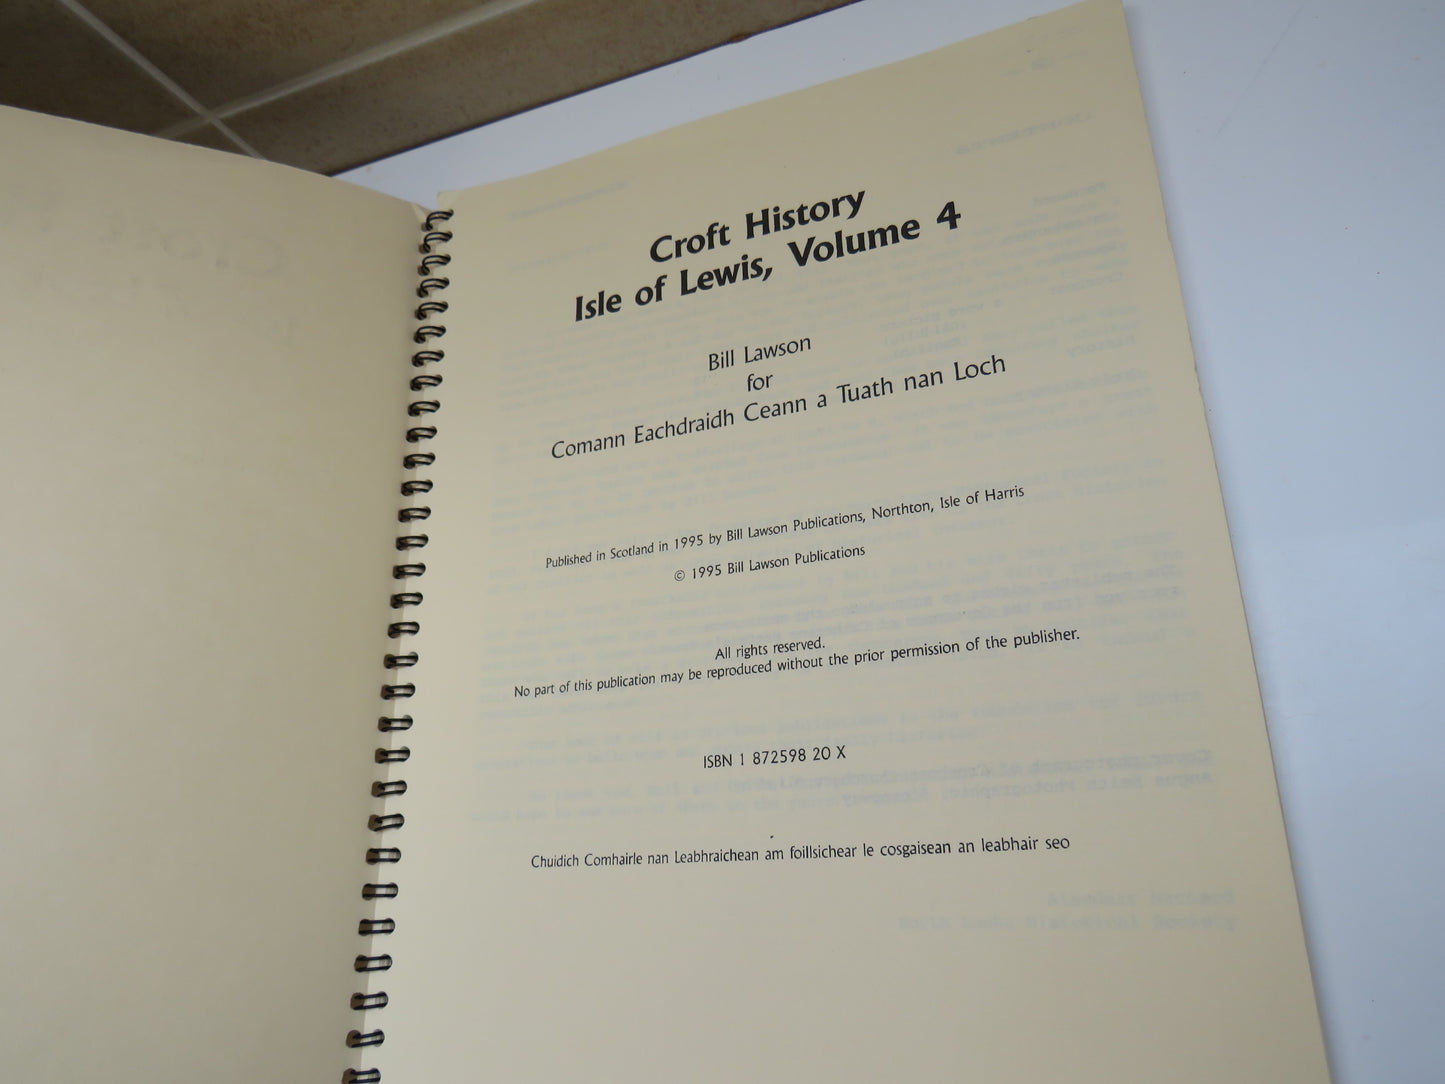 Croft History
Isle of Lewis, Volume 4
Bill Lawson
for
Comann Eachdraidh Ceann a Tuath nan Loch
Published in Scotland in 1995 by Bill Lawson Publications, Northton, Isle of Harris
© 1995 Bill Lawson Publications
All rights reserved.
No part of this publication may be reproduced without the prior permission of the publisher.
ISBN 1 872598 20 X
Chuidich Comhairle nan Leabhraichean am foillsichear le cosgaisean an leabhair seo